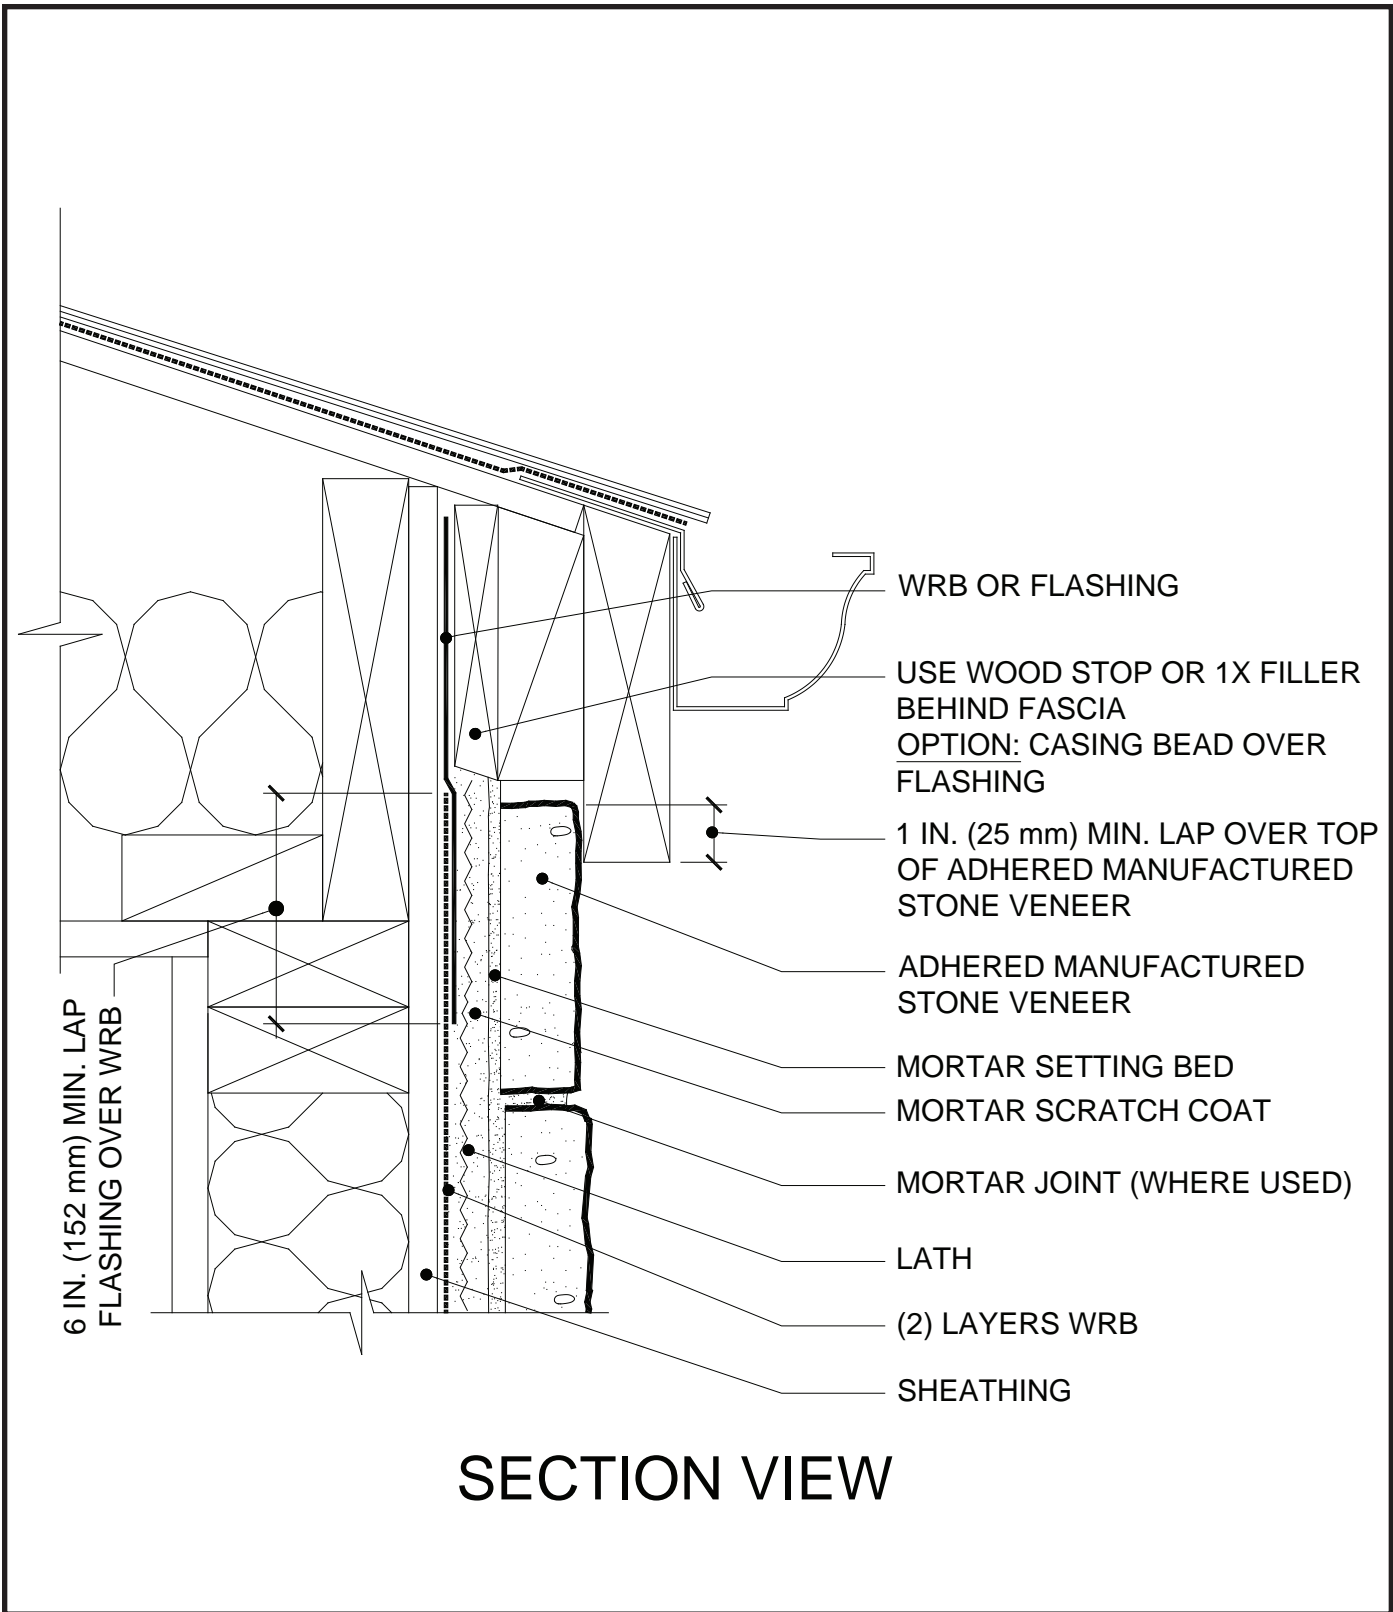 WRB OR FLASHING
USE WOOD STOP OR 1X FILLER
BEHIND FASCIA
OPTION: CASING BEAD OVER
FLASHING
1 IN. (25 mm) MIN. LAP OVER TOP
OF ADHERED MANUFACTURED
STONE VENEER
ADHERED MANUFACTURED
STONE VENEER
MORTAR SETTING BED
MORTAR SCRATCH COAT
MORTAR JOINT (WHERE USED)
LATH
(2) LAYERS WRB
SHEATHING
6 IN. (152 mm) MIN. LAP
FLASHING OVER WRB
SECTION VIEW